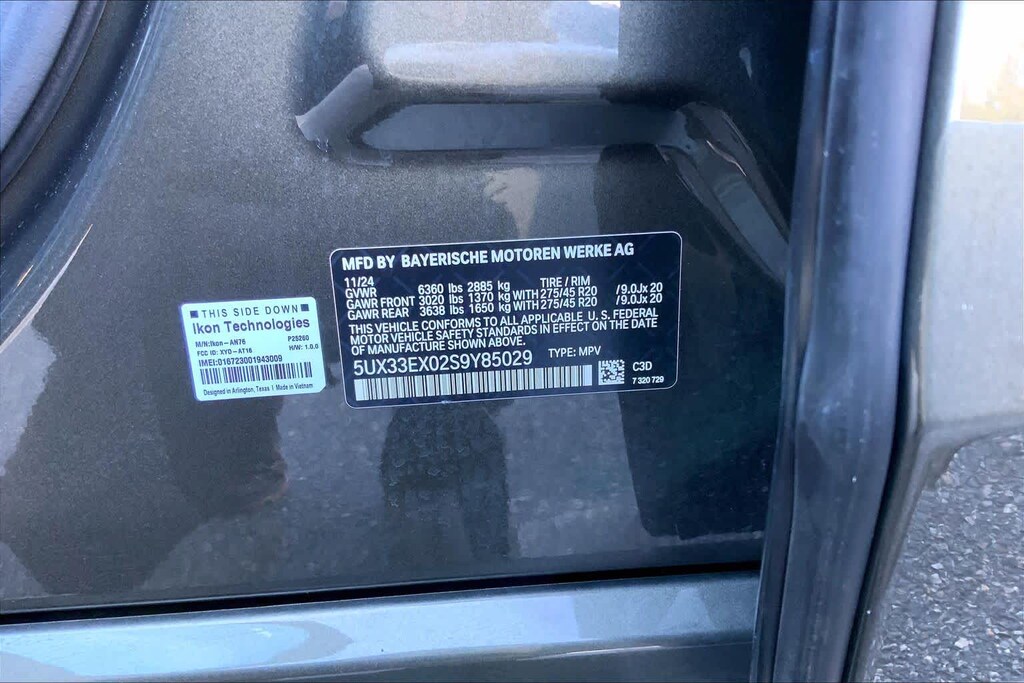 THIS SIDE DOWN
Ikon Technologies
M/N:Ikon-AN76 P25260
FCC ID: XYO-AT16 H/W: 1.0.0
IMEI:016723001943009
Designed in Arlington, Texas | Made in Vietnam
MFD BY BAYERISCHE MOTOREN WERKE AG
11/24
GVWR 6360 lbs 2885 kg TIRE / RIM
GAWR FRONT 3020 lbs 1370 kg WITH 275/45 R20 / 9.0Jx 20
GAWR REAR 3638 lbs 1650 kg WITH 275/45 R20 / 9.0Jx 20
THIS VEHICLE CONFORMS TO ALL APPLICABLE U. S. FEDERAL
MOTOR VEHICLE SAFETY STANDARDS IN EFFECT ON THE DATE
OF MANUFACTURE SHOWN ABOVE.
5UX33EX02S9Y85029 TYPE: MPV
C3D
7 320 729